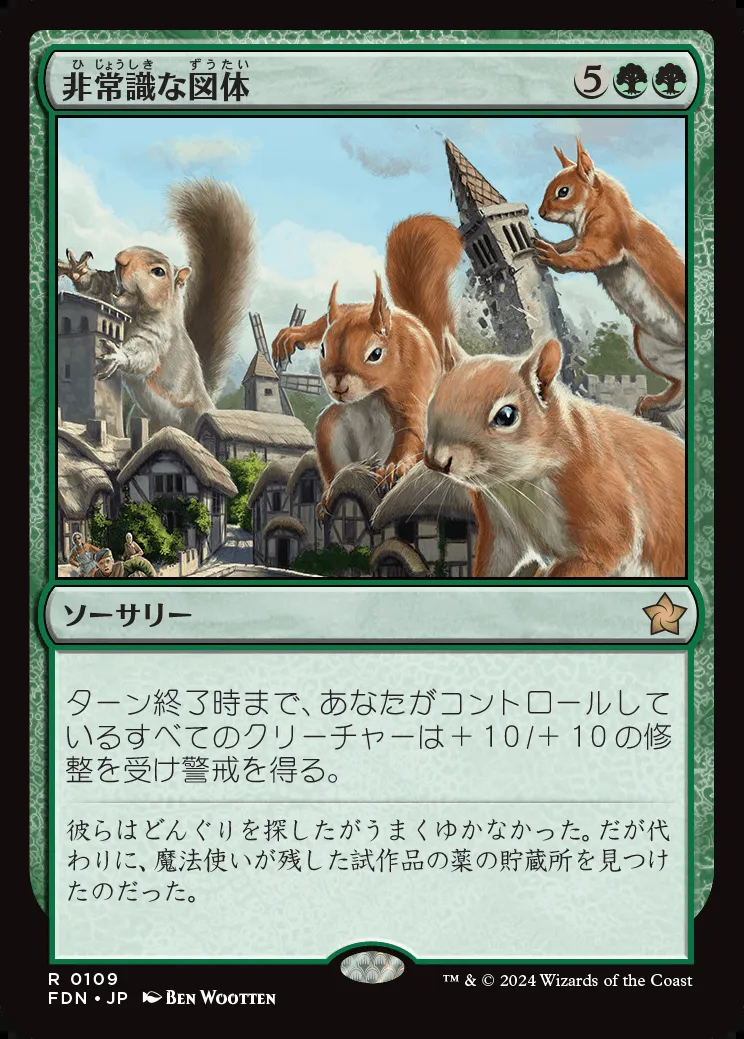 ひじょうしき ずうたい
非常識な図体 5
ソーサリー
ターン終了時まで、あなたがコントロールして
いるすべてのクリーチャーは＋１０/＋１０の修
整を受け警戒を得る。
彼らはどんぐりを探したがうまくゆかなかった。だが代
わりに、魔法使いが残した試作品の薬の貯蔵所を見つけ
たのだった。
R 0109
FDN • JP BEN WOOTTEN
™ & © 2024 Wizards of the Coast